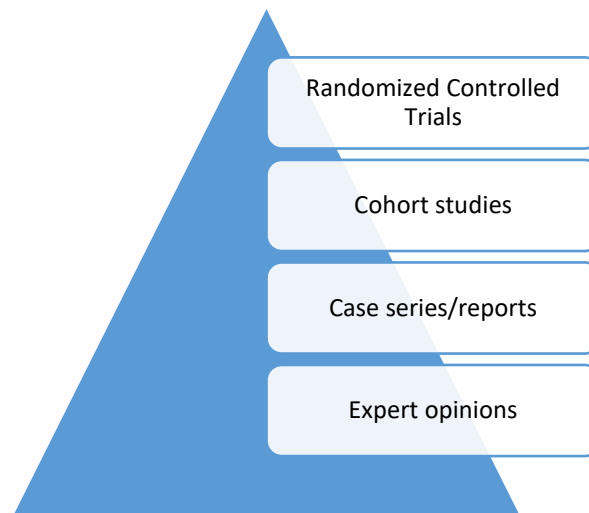 Randomized Controlled
Trials
Cohort studies
Case series/reports
Expert opinions